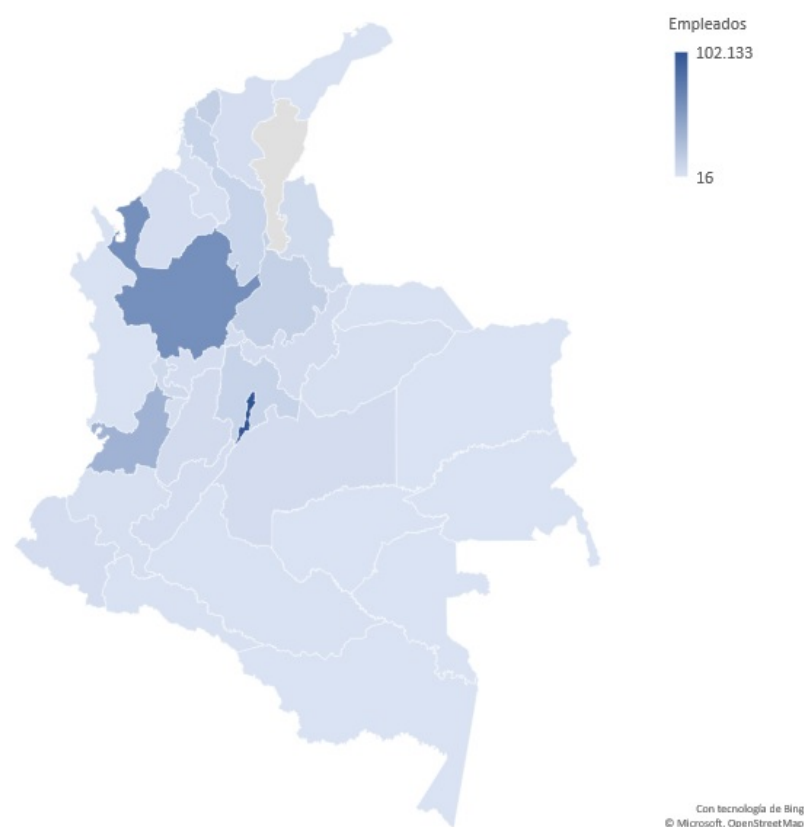 Empleados
102.133
16
Con tecnología de Bing
© Microsoft, OpenStreetMap